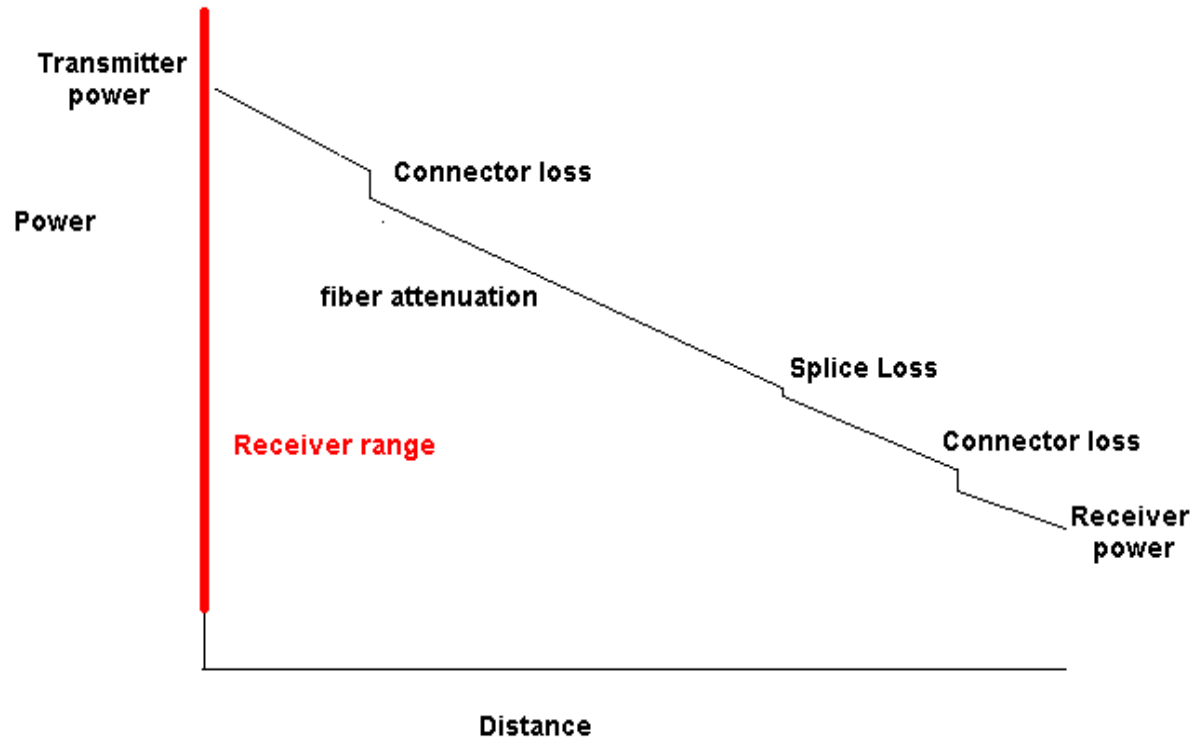 Transmitter
power
Connector loss
Power
fiber attenuation
Splice Loss
Receiver range
Connector loss
Receiver
power
Distance